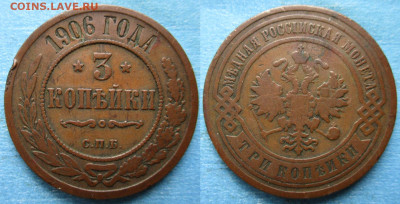 COINS.LAVE.RU
1906 ГОДА
* 3 *
КОПѢЙКИ
С.П.Б.
МѢДНАЯ РОССІЙСКАЯ МОНЕТА
ТРИ КОПѢЙКИ